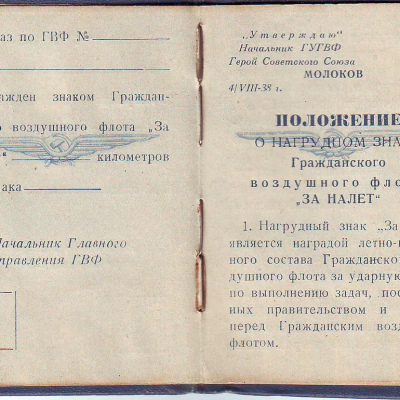 аз по ГВФ №
жден знаком Граждан-
о воздушного флота „За
километров
ака
Начальник Главного
правления ГВФ
„Утверждаю“
Начальник ГУГВФ
Герой Советского Союза
МОЛОКОВ
4/VIII-38 г.
ПОЛОЖЕНИЕ
О НАГРУДНОМ ЗНА
Гражданского
воздушного фло
„ЗА НАЛЕТ“
1. Нагрудный знак „За
является наградой летно-
ного состава Гражданско
душного флота за ударную
по выполнению задач, пос
ных правительством и
перед Гражданским возд
флотом.